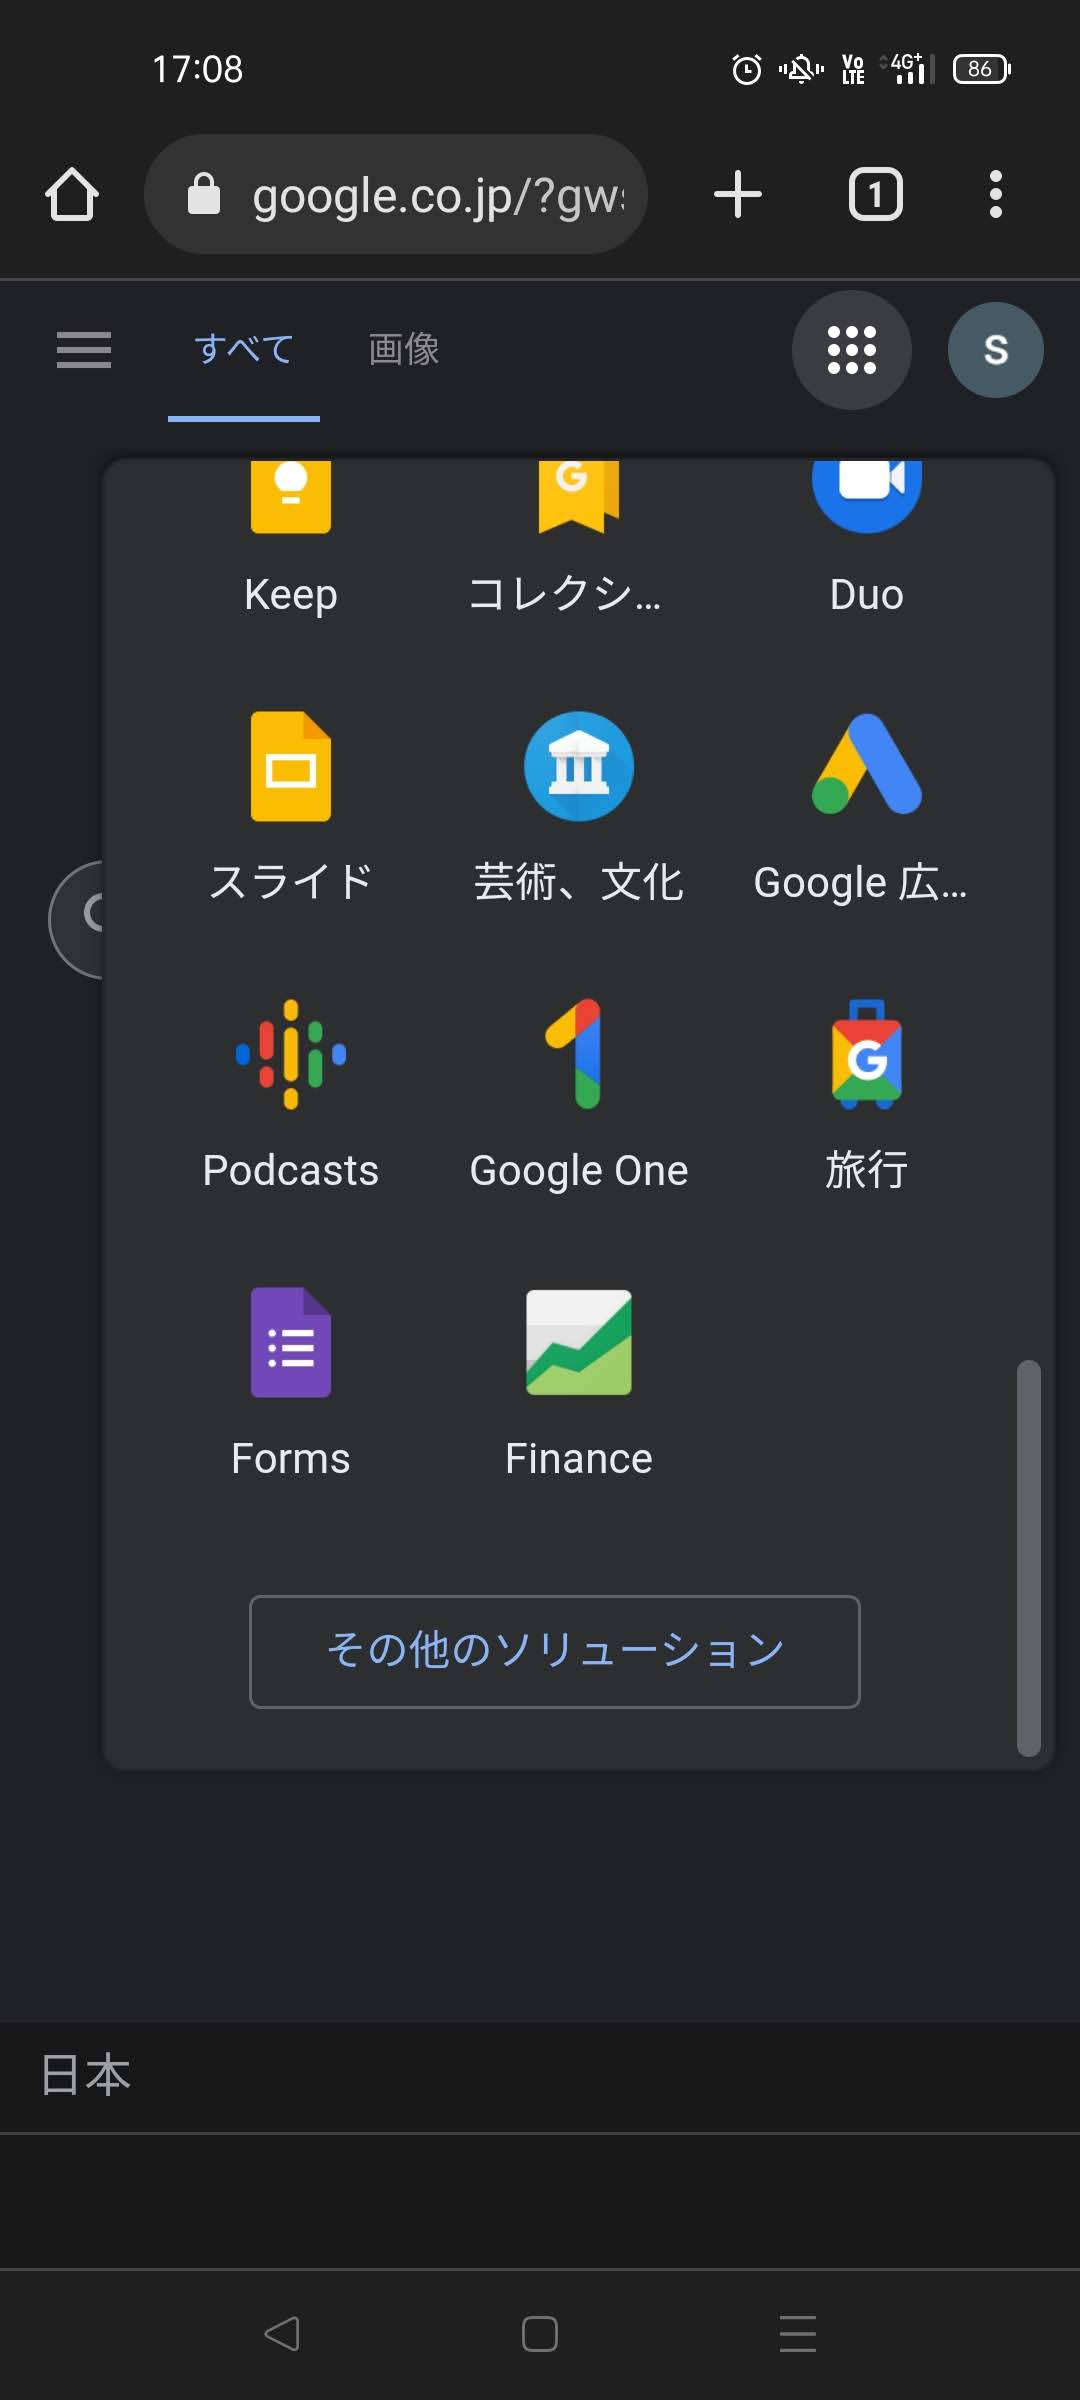 17:08
Vo LTE 4G+ 86
google.co.jp/?gws
1
すべて 画像
S
Keep コレクシ... Duo
スライド 芸術、文化 Google 広...
Podcasts Google One 旅行
Forms Finance
その他のソリューション
日本